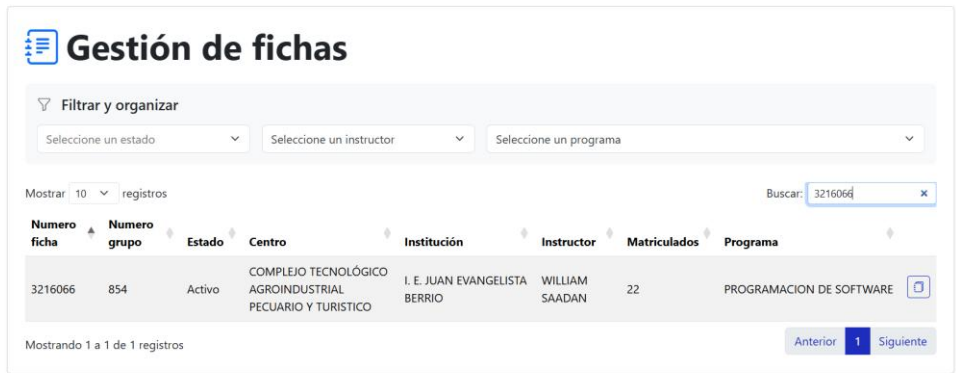 Gestión de fichas
Filtrar y organizar
Seleccione un estado
Seleccione un instructor
Seleccione un programa
Mostrar 10 registros
Buscar: 3216066
Numero ficha
Numero grupo
Estado
Centro
Institución
Instructor
Matriculados
Programa
3216066
854
Activo
COMPLEJO TECNOLÓGICO
AGROINDUSTRIAL
PECUARIO Y TURISTICO
I. E. JUAN EVANGELISTA
BERRIO
WILLIAM
SAADAN
22
PROGRAMACION DE SOFTWARE
Mostrando 1 a 1 de 1 registros
Anterior 1 Siguiente